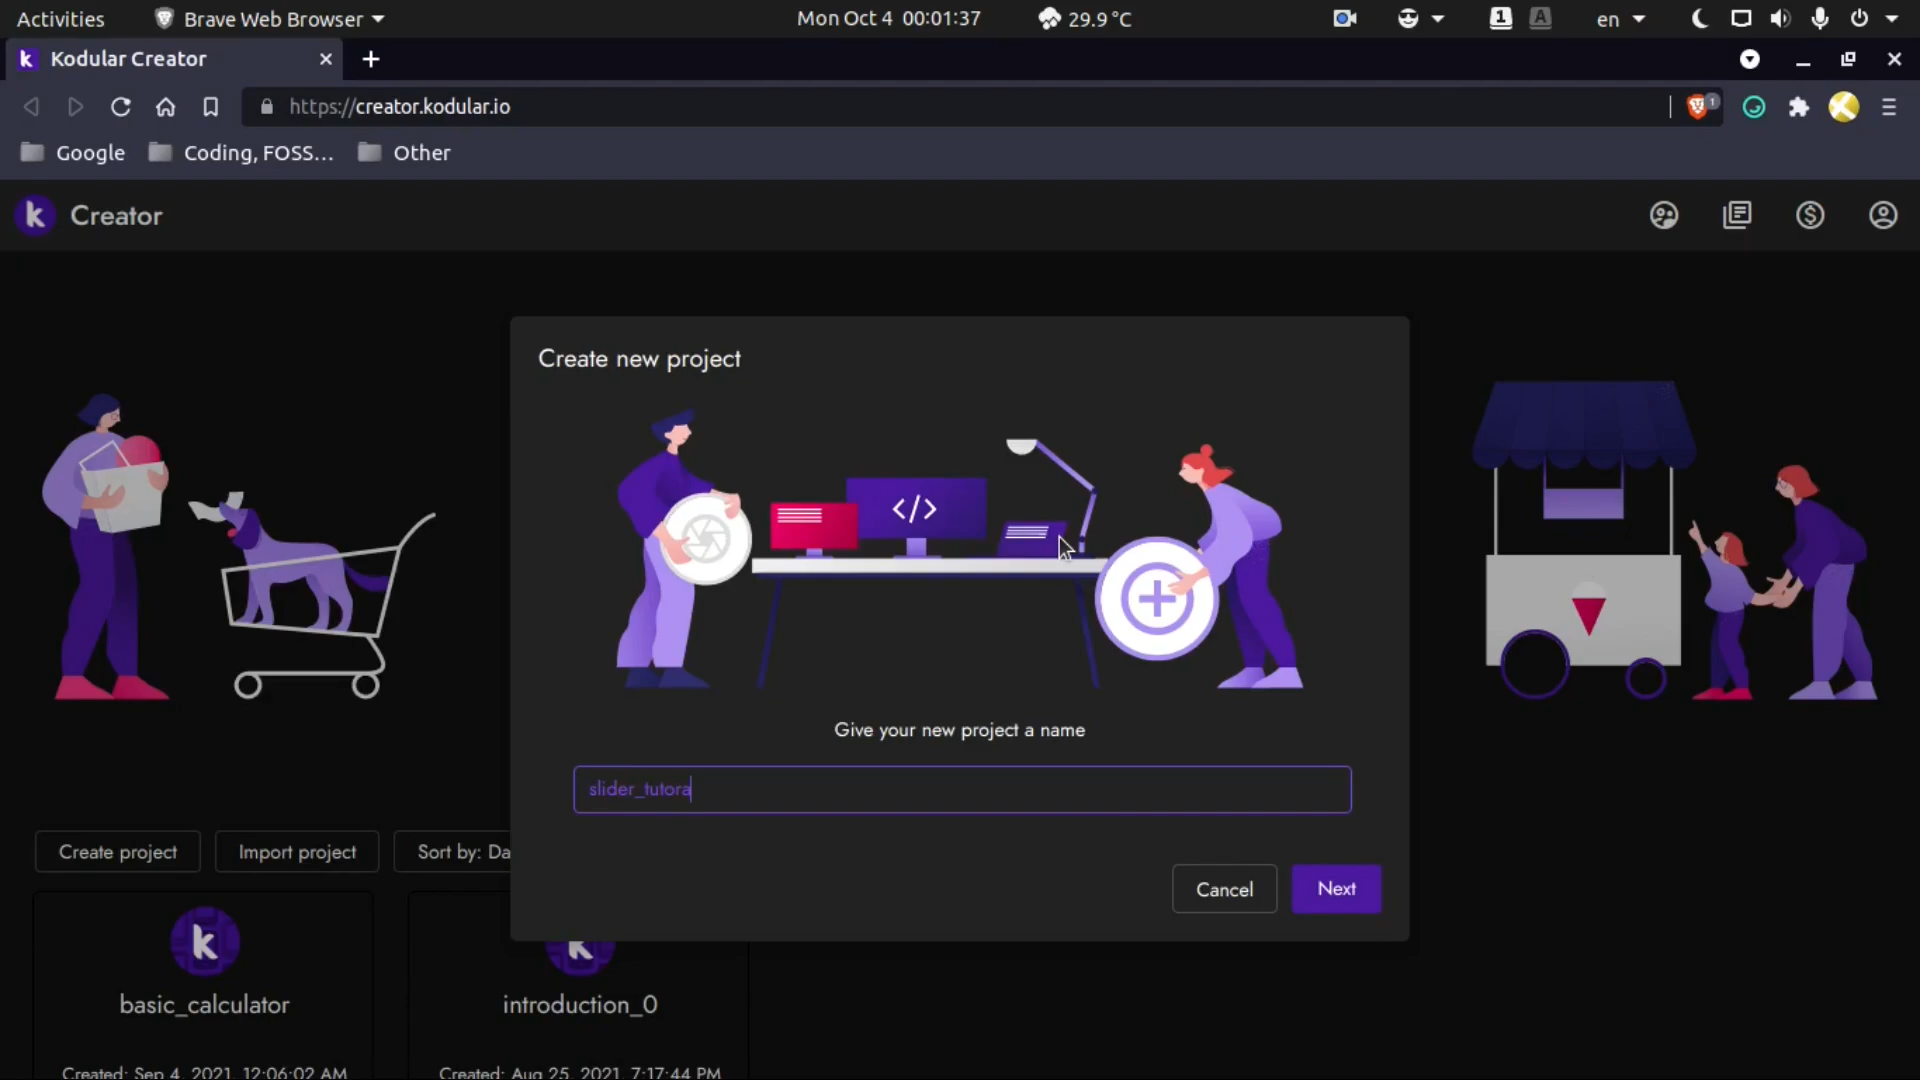 Activities Brave Web Browser Mon Oct 4 00:01:37 29.9 °C 1 A en
k Kodular Creator
https://creator.kodular.io 1
Google Coding, FOSS... Other
k Creator
Create new project
</>
Give your new project a name
slider_tutora
Create project Import project Sort by: Da
Cancel Next
k k
basic_calculator introduction_0
Created: Sep 4, 2021, 12:06:02 AM Created: Aug 25, 2021, 7:17:44 PM